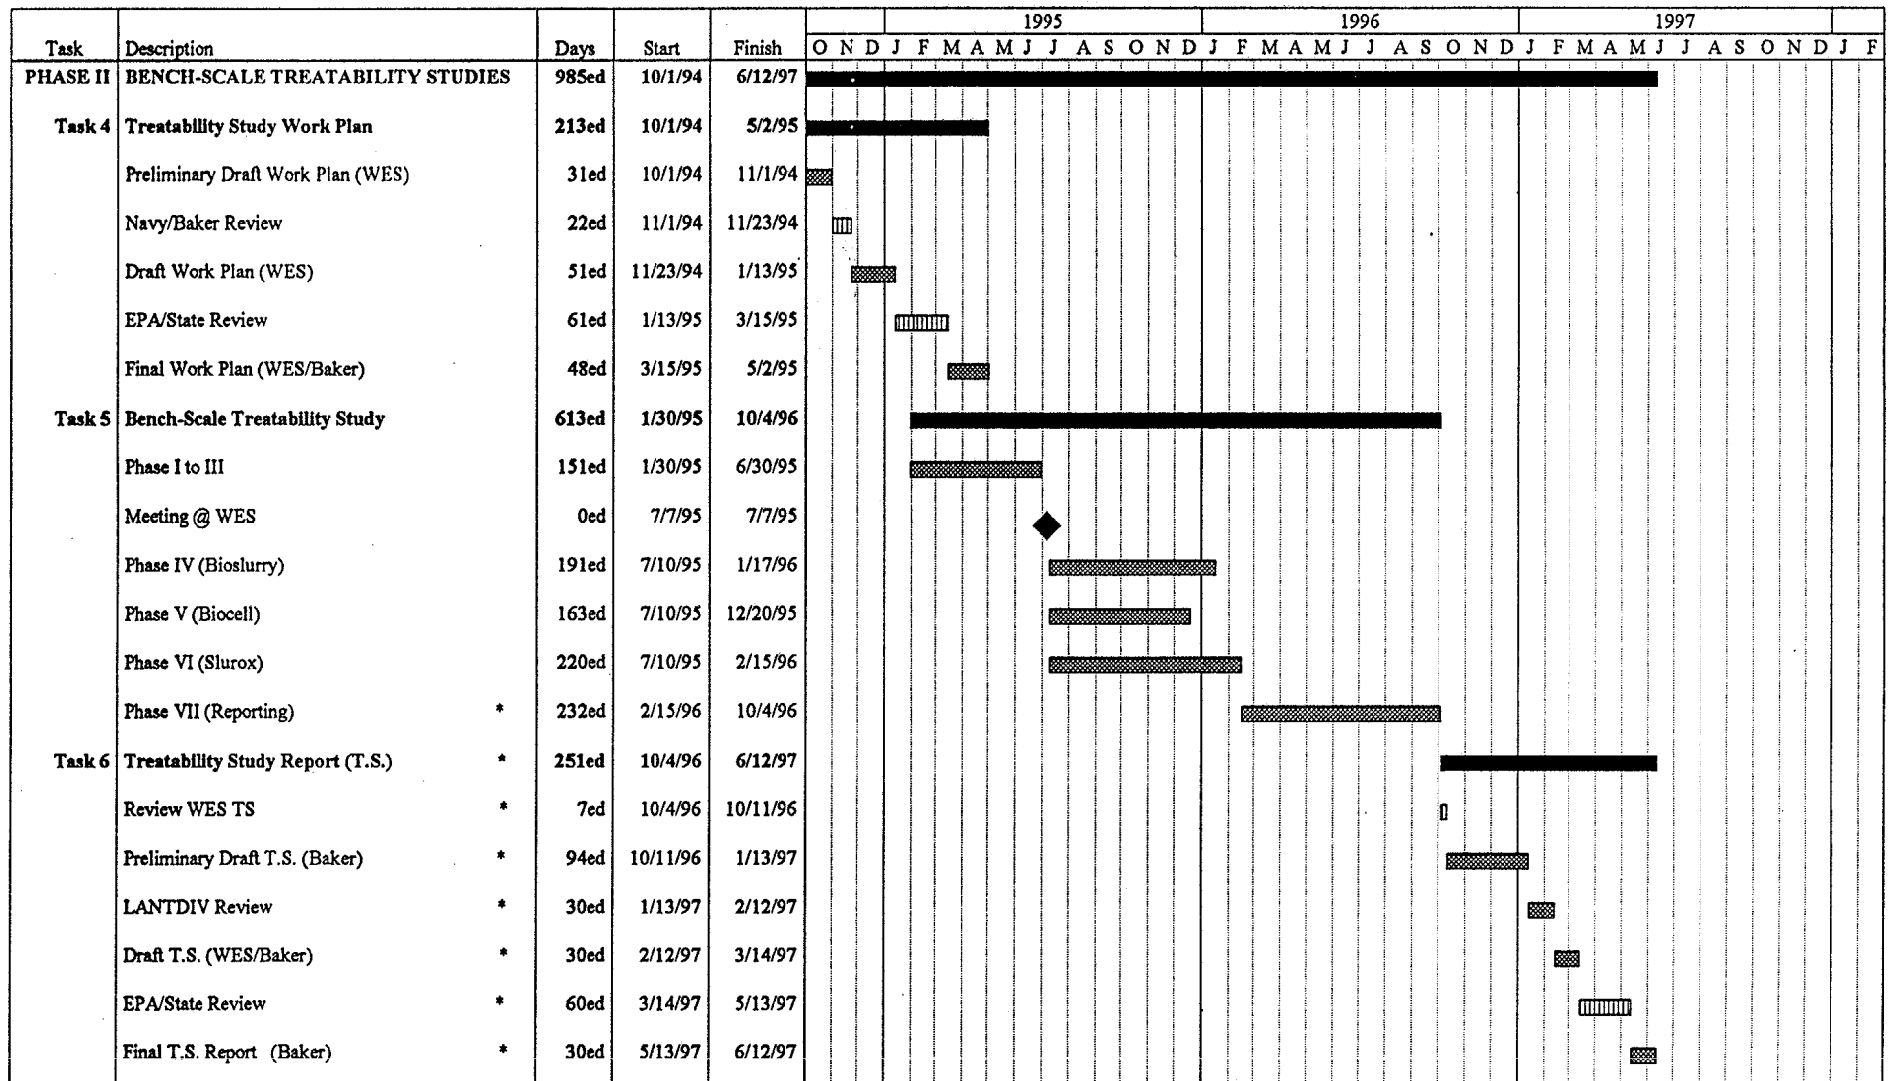 1995 1996 1997
Task Description Days Start Finish O N D J F M A M J J A S O N D J F M A M J J A S O N D J F M A M J J A S O N D J F
PHASE II BENCH-SCALE TREATABILITY STUDIES 985ed 10/1/94 6/12/97
Task 4 Treatability Study Work Plan 213ed 10/1/94 5/2/95
Preliminary Draft Work Plan (WES) 31ed 10/1/94 11/1/94
Navy/Baker Review 22ed 11/1/94 11/23/94
Draft Work Plan (WES) 51ed 11/23/94 1/13/95
EPA/State Review 61ed 1/13/95 3/15/95
Final Work Plan (WES/Baker) 48ed 3/15/95 5/2/95
Task 5 Bench-Scale Treatability Study 613ed 1/30/95 10/4/96
Phase I to III 151ed 1/30/95 6/30/95
Meeting @ WES 0ed 7/7/95 7/7/95
Phase IV (Bioslurry) 191ed 7/10/95 1/17/96
Phase V (Biocell) 163ed 7/10/95 12/20/95
Phase VI (Slurox) 220ed 7/10/95 2/15/96
Phase VII (Reporting) * 232ed 2/15/96 10/4/96
Task 6 Treatability Study Report (T.S.) * 251ed 10/4/96 6/12/97
Review WES TS * 7ed 10/4/96 10/11/96
Preliminary Draft T.S. (Baker) * 94ed 10/11/96 1/13/97
LANTDIV Review * 30ed 1/13/97 2/12/97
Draft T.S. (WES/Baker) * 30ed 2/12/97 3/14/97
EPA/State Review * 60ed 3/14/97 5/13/97
Final T.S. Report (Baker) * 30ed 5/13/97 6/12/97